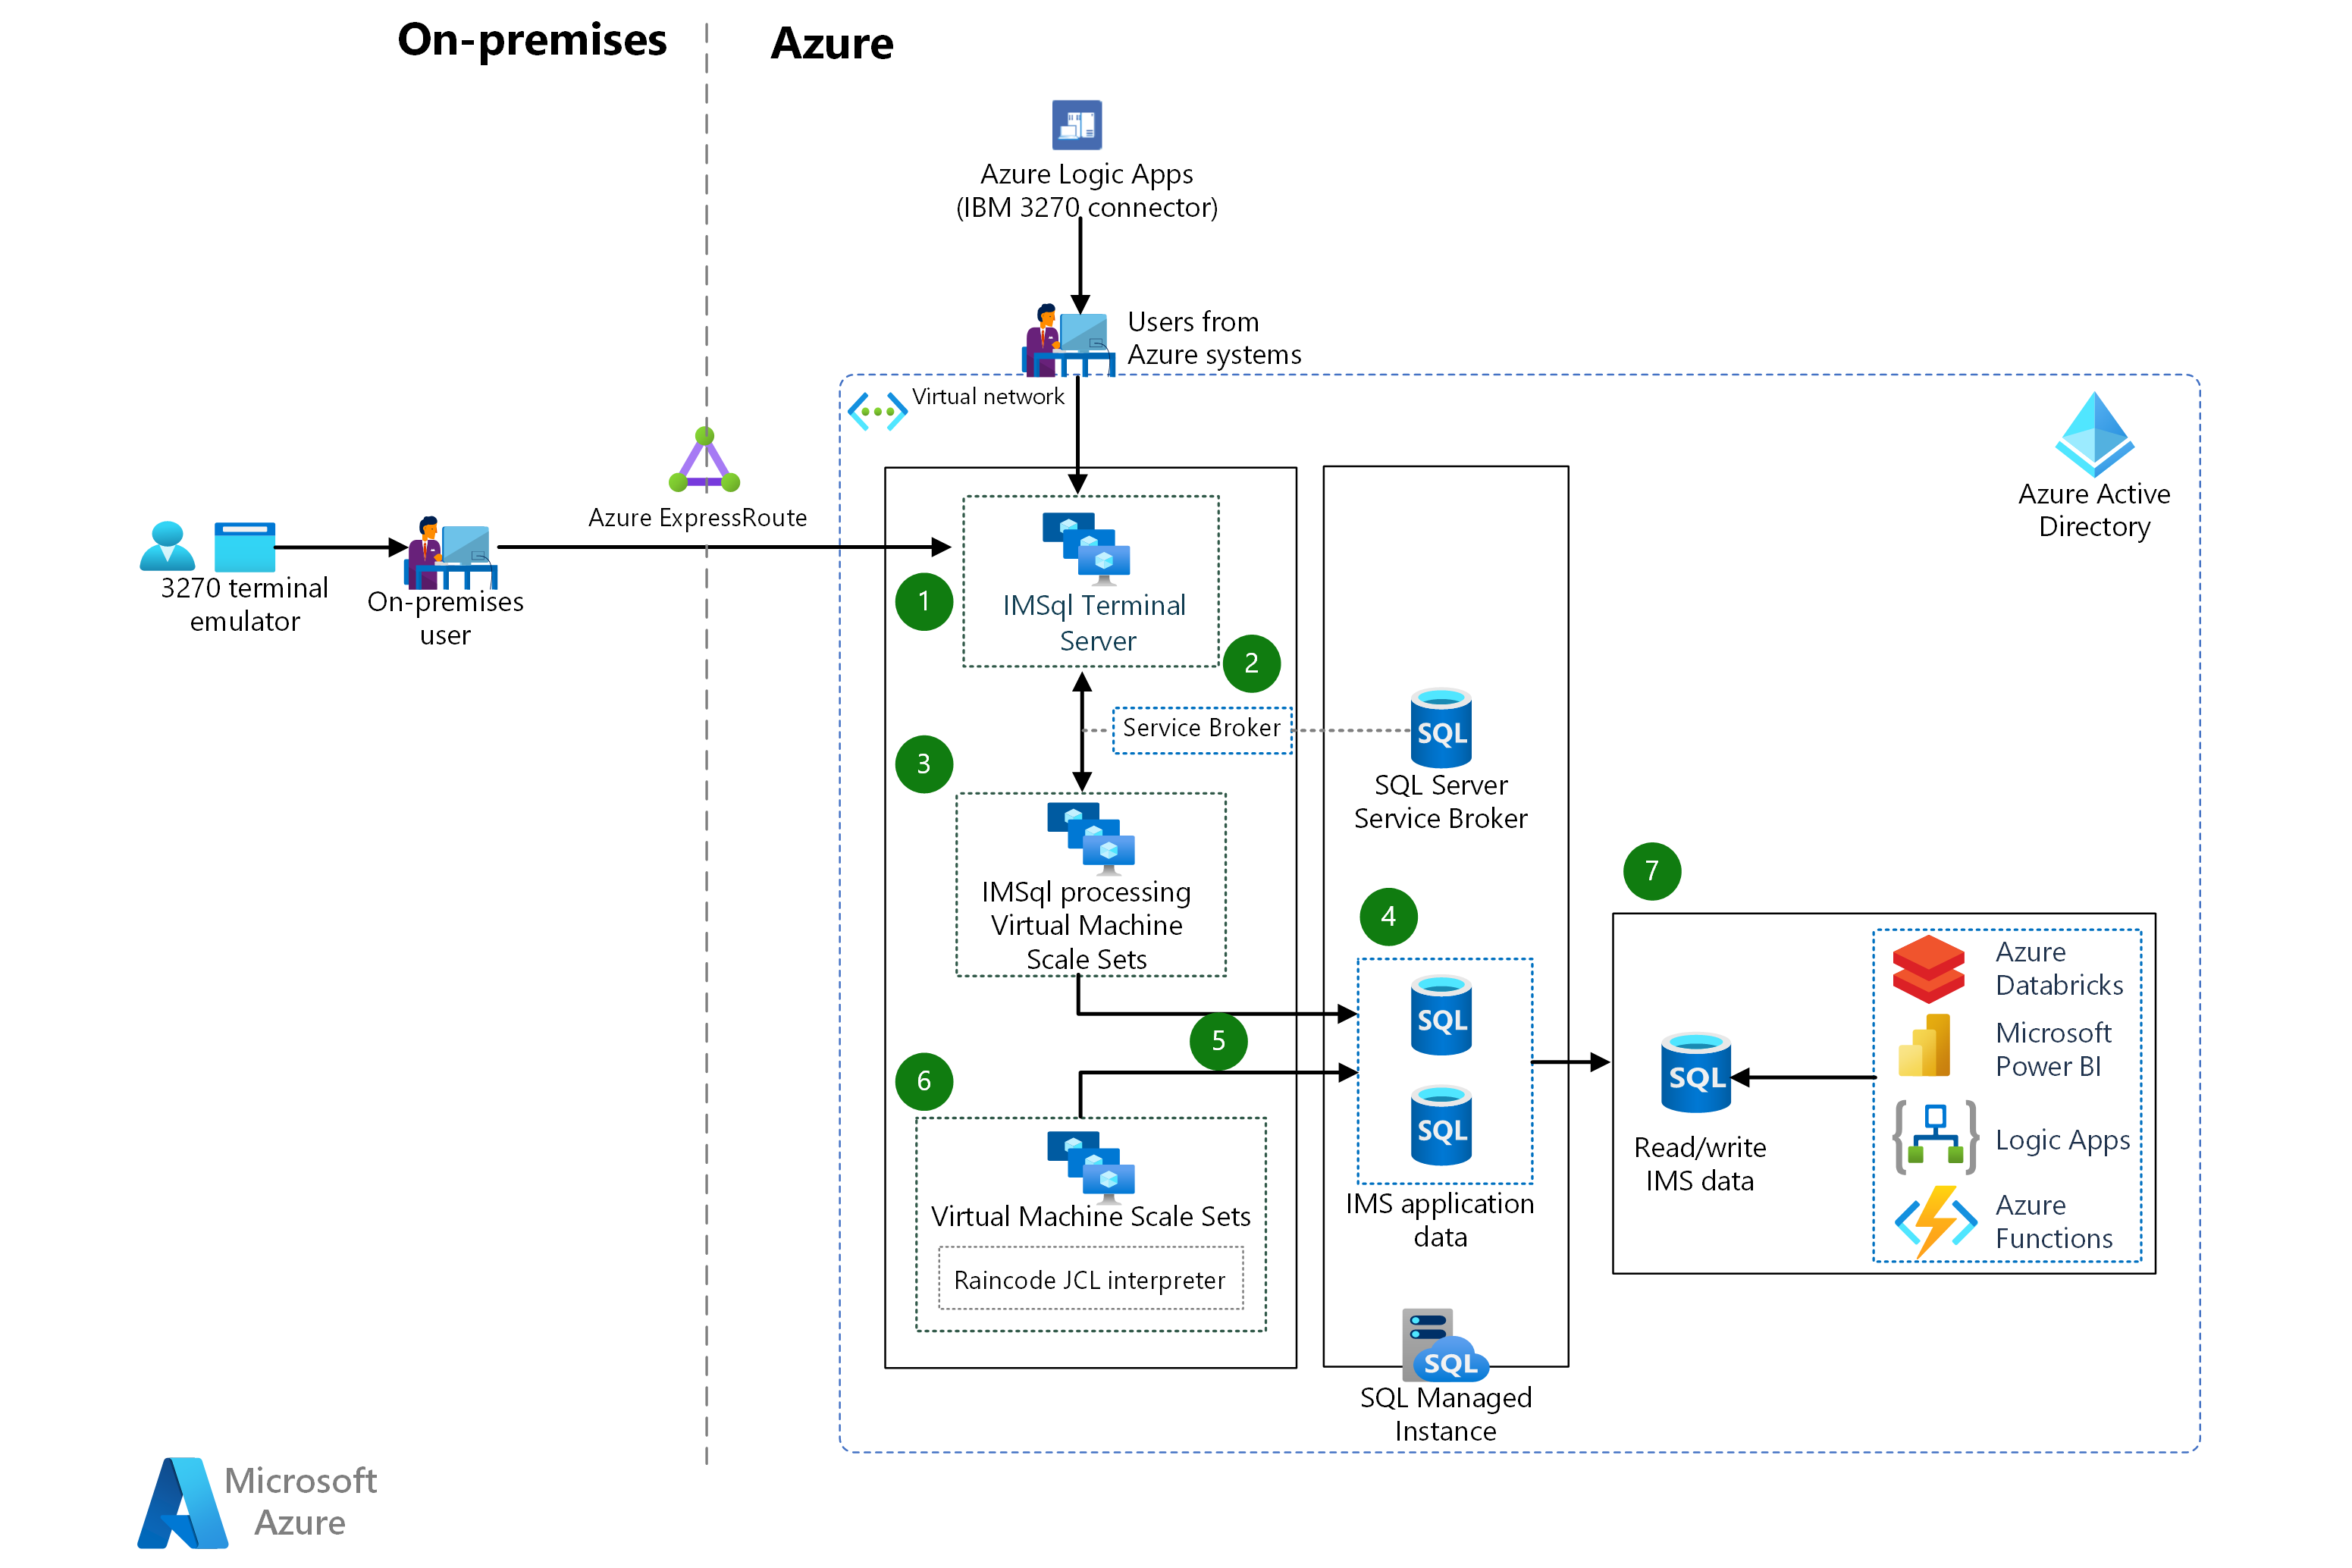 On-premises
Azure
Azure Logic Apps
(IBM 3270 connector)
Users from
Azure systems
Virtual network
Azure Active
Directory
Azure ExpressRoute
3270 terminal
emulator
On-premises
user
1
IMSql Terminal
Server
2
Service Broker
SQL
SQL Server
Service Broker
3
IMSql processing
Virtual Machine
Scale Sets
4
SQL
SQL
IMS application
data
5
6
Virtual Machine Scale Sets
Raincode JCL interpreter
SQL
SQL Managed
Instance
7
SQL
Read/write
IMS data
Azure
Databricks
Microsoft
Power BI
Logic Apps
Azure
Functions
Microsoft
Azure